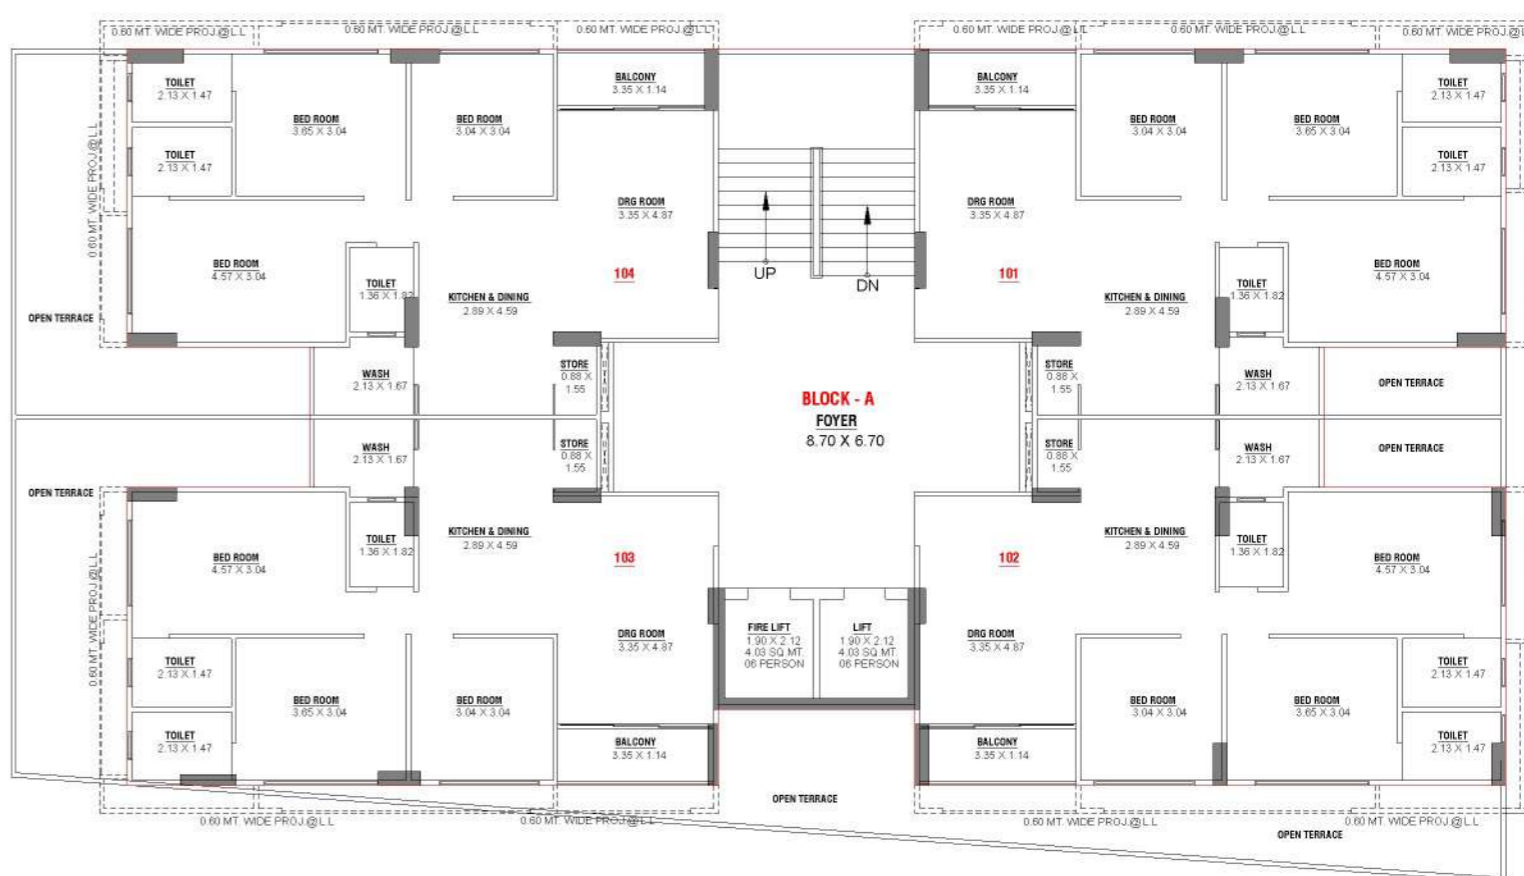 0.60 MT. WIDE PROJ.@L.L
0.60 MT. WIDE PROJ.@L.L
0.60 MT. WIDE PROJ.@L.L
0.60 MT. WIDE PROJ.@L.L
0.60 MT. WIDE PROJ.@L.L
0.60 MT. WIDE PROJ.@L.
TOILET
2.13 X 1.47
BED ROOM
3.65 X 3.04
BED ROOM
3.04 X 3.04
BALCONY
3.35 X 1.14
TOILET
2.13 X 1.47
BED ROOM
4.57 X 3.04
TOILET
1.36 X 1.82
KITCHEN & DINING
2.89 X 4.59
DRG ROOM
3.35 X 4.87
104
WASH
2.13 X 1.67
STORE
0.88 X
1.55
OPEN TERRACE
0.60 MT. WIDE PROJ.@L.L
UP
DN
BALCONY
3.35 X 1.14
BED ROOM
3.04 X 3.04
BED ROOM
3.65 X 3.04
TOILET
2.13 X 1.47
TOILET
2.13 X 1.47
DRG ROOM
3.35 X 4.87
101
KITCHEN & DINING
2.89 X 4.59
TOILET
1.36 X 1.82
BED ROOM
4.57 X 3.04
STORE
0.88 X
1.55
WASH
2.13 X 1.67
OPEN TERRACE
BLOCK - A
FOYER
8.70 X 6.70
WASH
2.13 X 1.67
STORE
0.88 X
1.55
OPEN TERRACE
BED ROOM
4.57 X 3.04
TOILET
1.36 X 1.82
KITCHEN & DINING
2.89 X 4.59
103
DRG ROOM
3.35 X 4.87
TOILET
2.13 X 1.47
BED ROOM
3.65 X 3.04
BED ROOM
3.04 X 3.04
TOILET
2.13 X 1.47
BALCONY
3.35 X 1.14
0.60 MT. WIDE PROJ.@L.L
FIRE LIFT
1.90 X 2.12
4.03 SQ MT.
06 PERSON
LIFT
1.90 X 2.12
4.03 SQ MT.
06 PERSON
STORE
0.88 X
1.55
WASH
2.13 X 1.67
OPEN TERRACE
KITCHEN & DINING
2.89 X 4.59
TOILET
1.36 X 1.82
BED ROOM
4.57 X 3.04
102
DRG ROOM
3.35 X 4.87
BED ROOM
3.04 X 3.04
BED ROOM
3.65 X 3.04
TOILET
2.13 X 1.47
TOILET
2.13 X 1.47
BALCONY
3.35 X 1.14
OPEN TERRACE
0.60 MT. WIDE PROJ.@L.L
0.60 MT. WIDE PROJ.@L.L
0.60 MT. WIDE PROJ.@L.L
0.60 MT. WIDE PROJ.@L.L
OPEN TERRACE